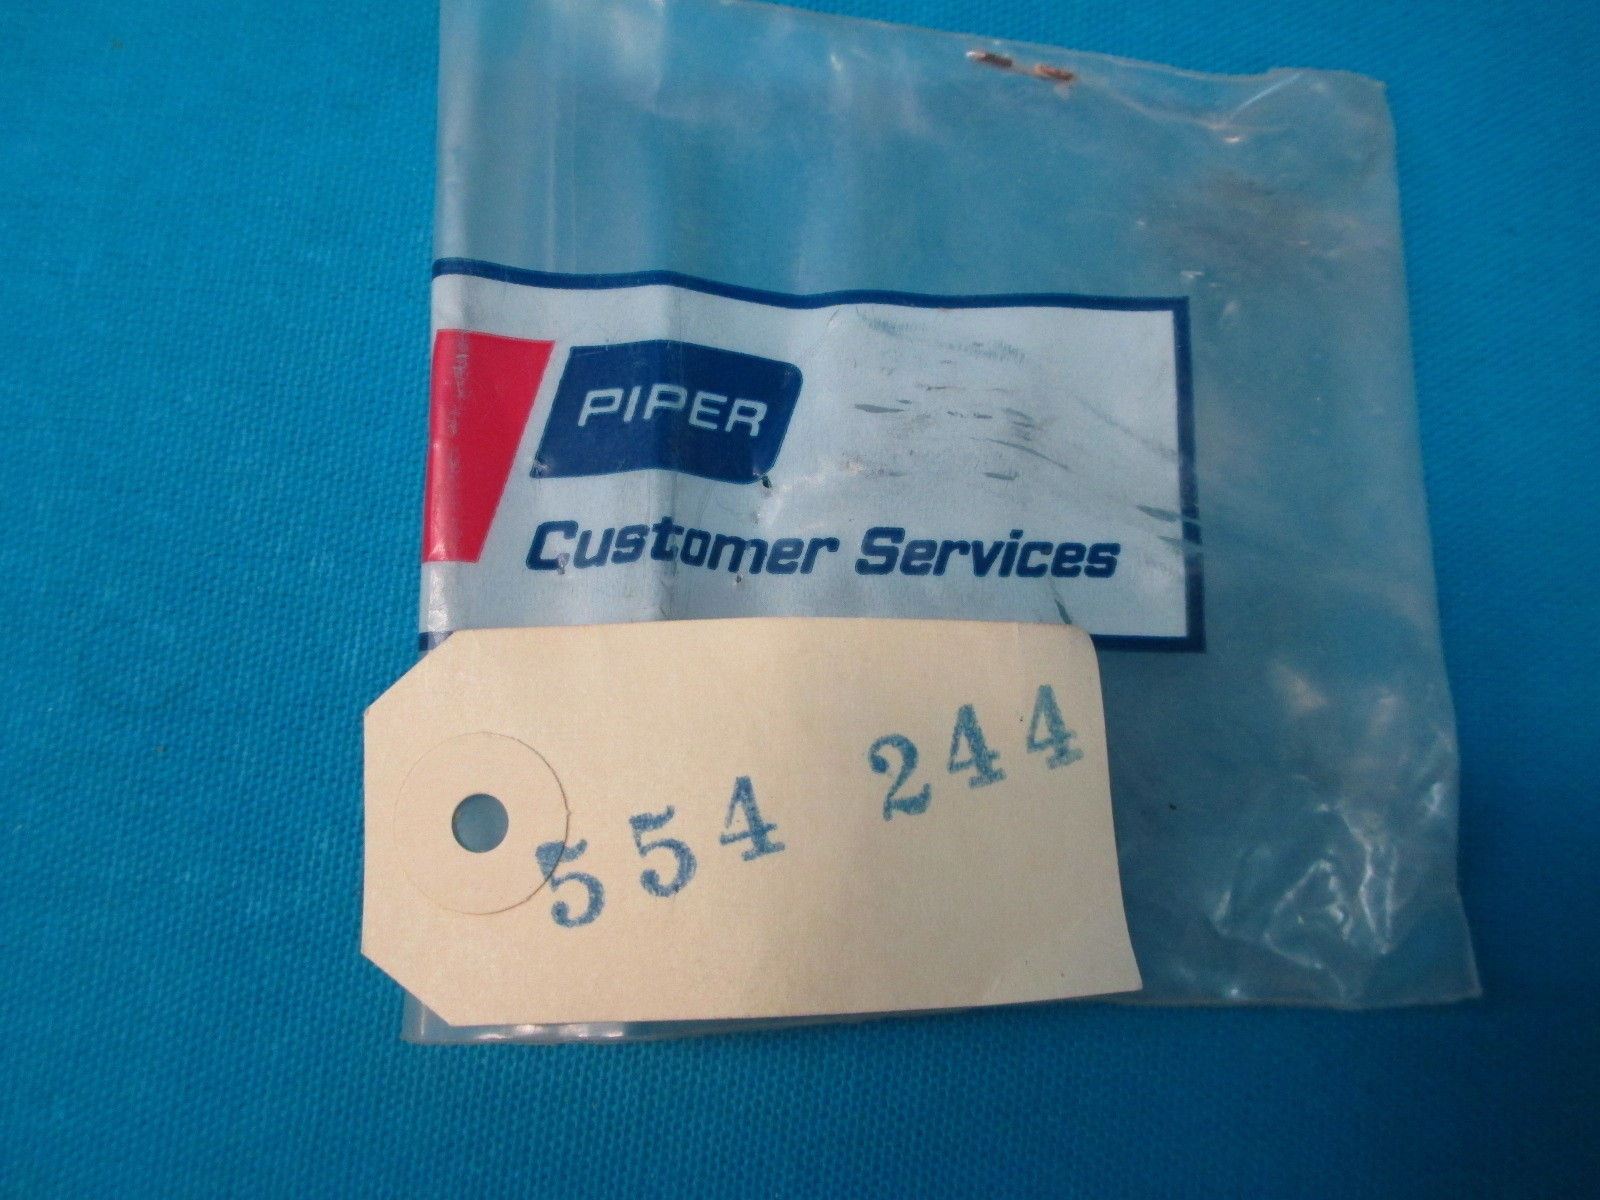 PIPER
Customer Services
554 244